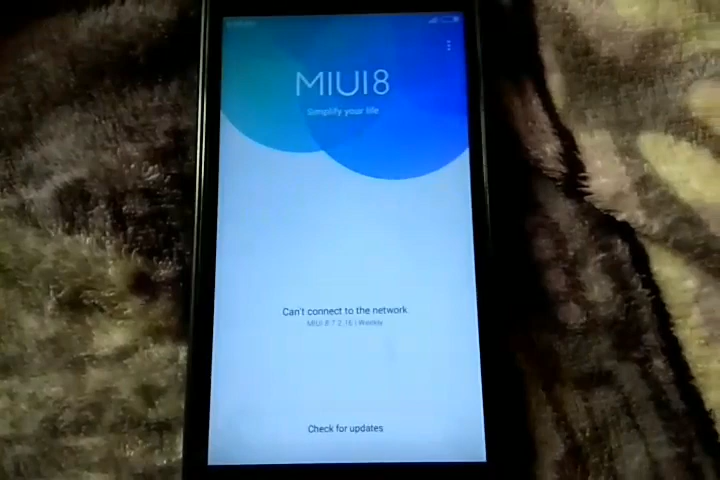 MIUI8
Simplify your life
Can't connect to the network.
MIUI 8 7.2.16 | Weekly
Check for updates